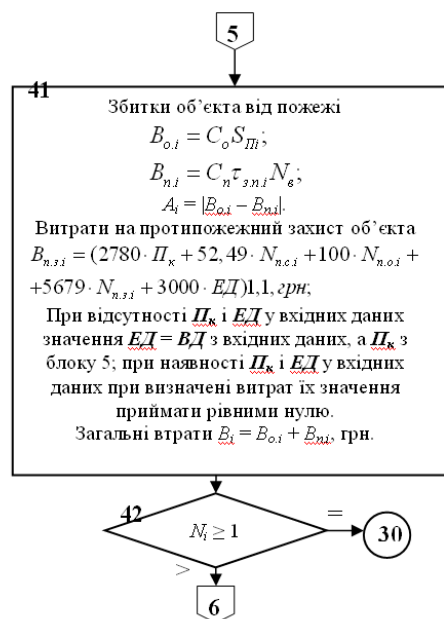 5
41
Збитки об’єкта від пожежі
B_{o.i} = C_o S_{Пi};
B_{n.i} = C_n τ_{з.n.i} N_в;
A_i = |B_{o.i} – B_{n.i}|.
Витрати на протипожежний захист об’єкта
B_{n.з.i} = (2780 · П_к + 52,49 · N_{n.c.i} + 100 · N_{n.o.i} +
+5679 · N_{n.з.i} + 3000 · ЕД)1,1, грн;
При відсутності П_к і ЕД у вхідних даних
значення ЕД = ВД з вхідних даних, а П_к з
блоку 5; при наявності П_к і ЕД у вхідних
даних при визначені витрат їх значення
приймати рівними нулю.
Загальні втрати B_i = B_{o.i} + B_{n.i}, грн.
42
N_i ≥ 1
=
30
>
6